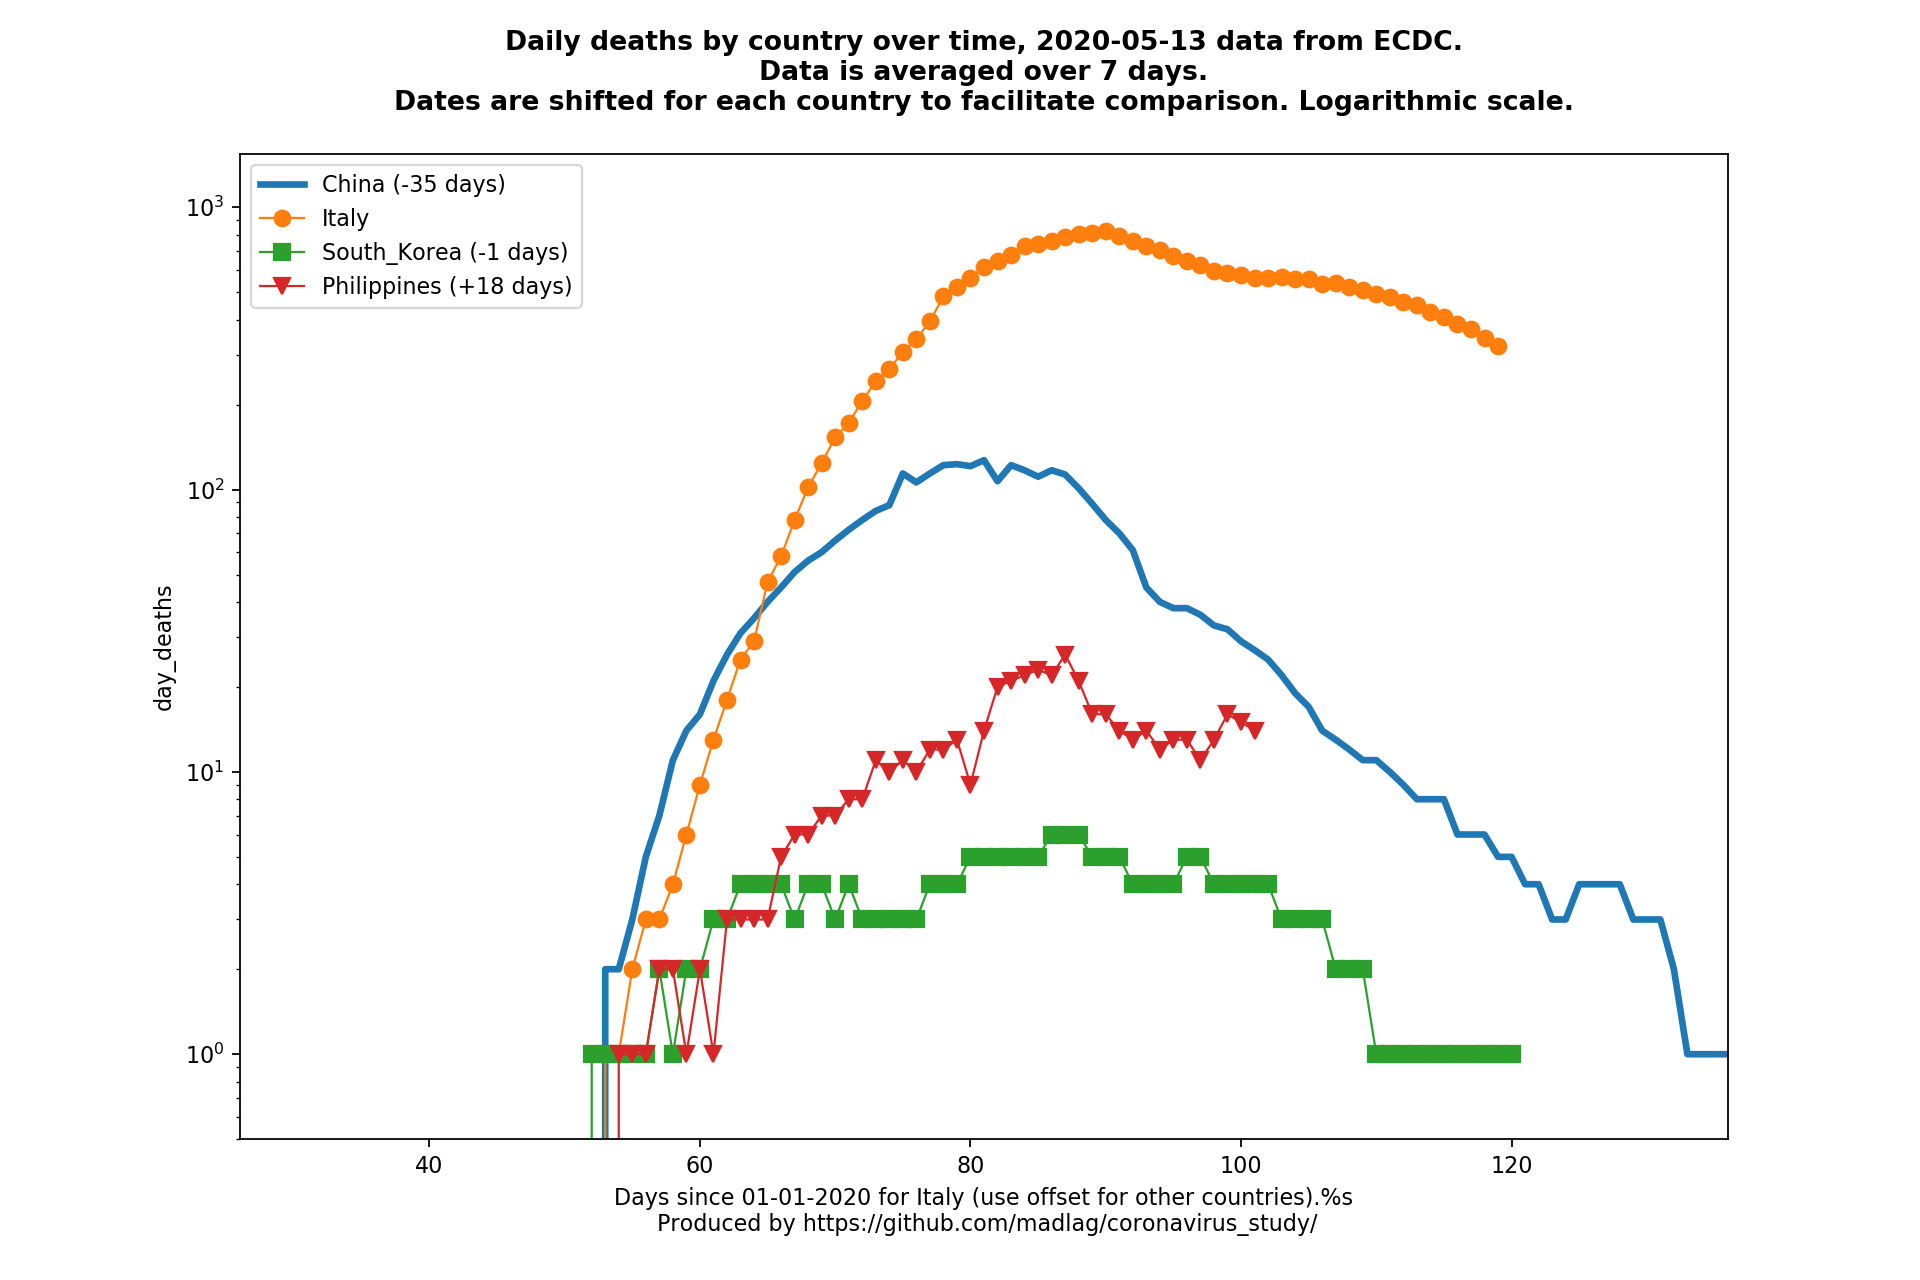 Daily deaths by country over time, 2020-05-13 data from ECDC.
Data is averaged over 7 days.
Dates are shifted for each country to facilitate comparison. Logarithmic scale.
China (-35 days)
Italy
South_Korea (-1 days)
Philippines (+18 days)
day_deaths
10³
10²
10¹
10⁰
40 60 80 100 120
Days since 01-01-2020 for Italy (use offset for other countries).%s
Produced by https://github.com/madlag/coronavirus_study/